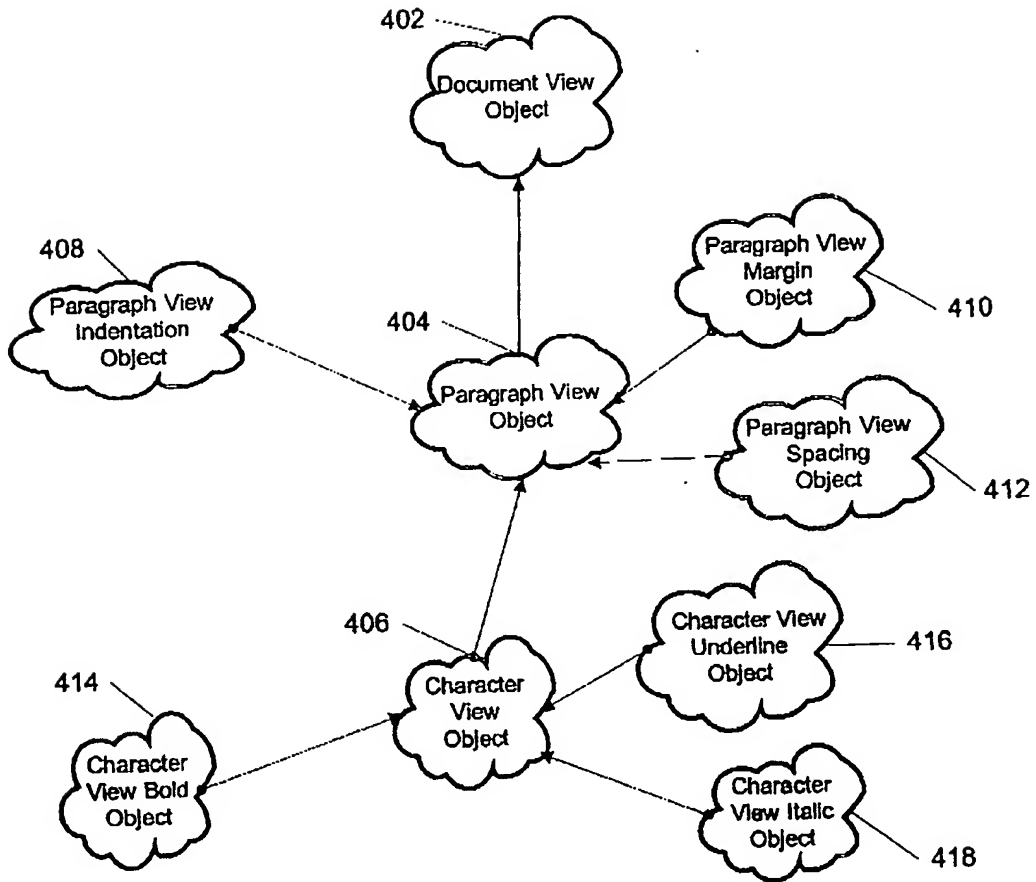 402
Document View
Object
408
Paragraph View
Indentation
Object
Paragraph View
Margin
Object
410
404
Paragraph View
Object
Paragraph View
Spacing
Object
412
406
Character
View
Object
Character View
Underline
Object
416
414
Character
View Bold
Object
Character
View Italic
Object
418